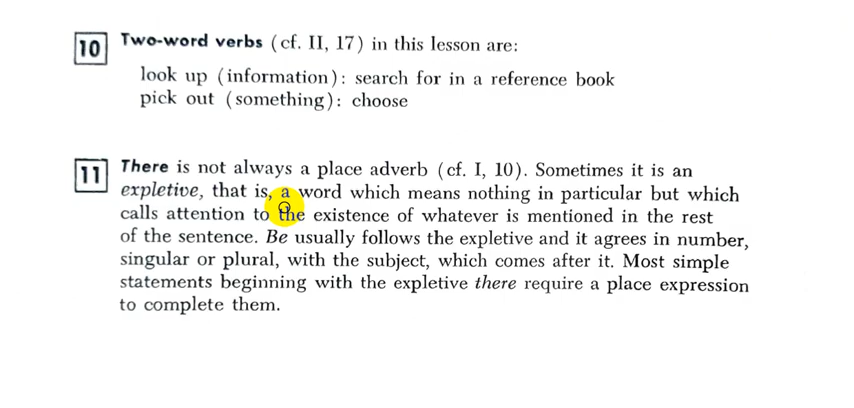 10 Two-word verbs (cf. II, 17) in this lesson are:
look up (information): search for in a reference book
pick out (something): choose
11 There is not always a place adverb (cf. I, 10). Sometimes it is an
expletive, that is, a word which means nothing in particular but which
calls attention to the existence of whatever is mentioned in the rest
of the sentence. Be usually follows the expletive and it agrees in number,
singular or plural, with the subject, which comes after it. Most simple
statements beginning with the expletive there require a place expression
to complete them.